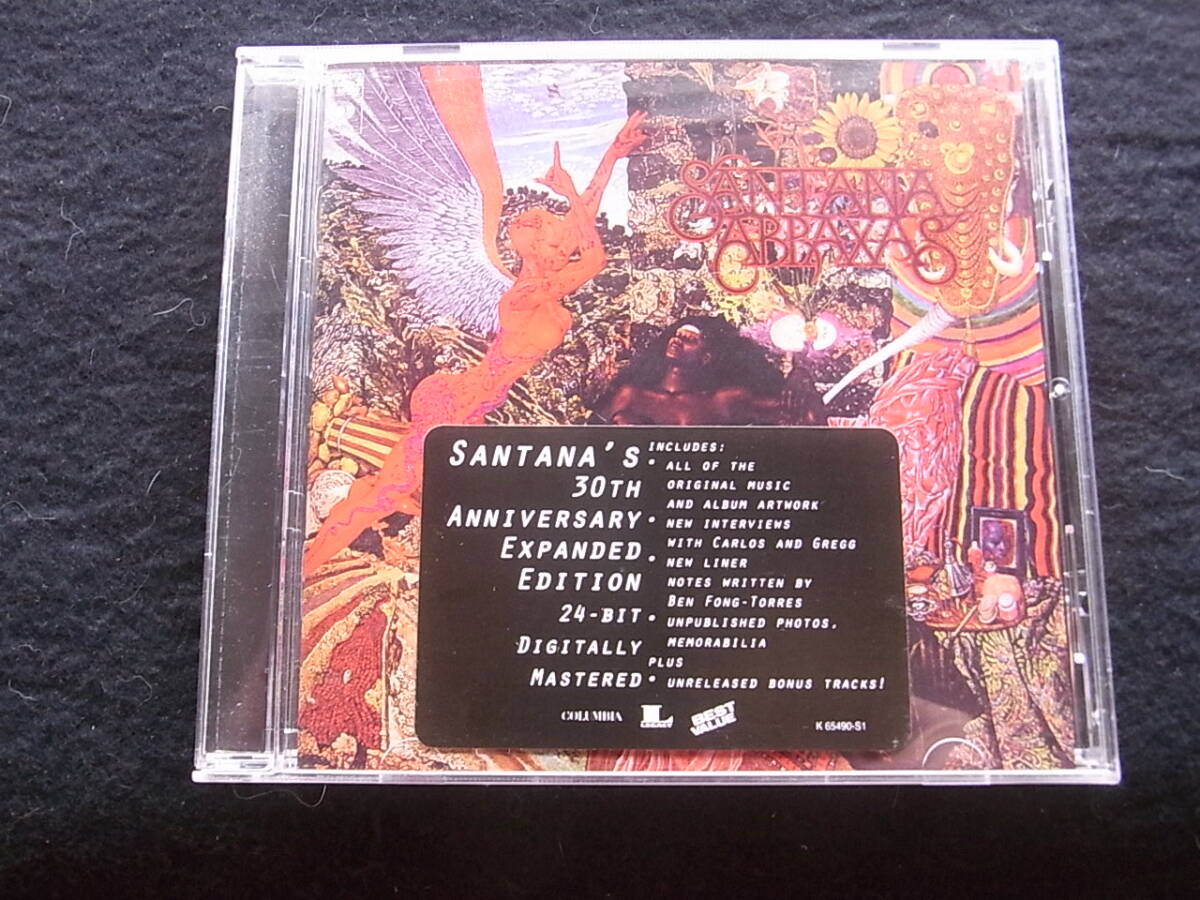 SANTANA
ABRAXAS
SANTANA'S
30TH
ANNIVERSARY
EXPANDED
EDITION
24-BIT
DIGITALLY
MASTERED
INCLUDES:
• ALL OF THE
ORIGINAL MUSIC
AND ALBUM ARTWORK
• NEW INTERVIEWS
WITH CARLOS AND GREGG
• NEW LINER
NOTES WRITTEN BY
BEN FONG-TORRES
• UNPUBLISHED PHOTOS,
MEMORABILIA
PLUS
• UNRELEASED BONUS TRACKS!
COLUMBIA
L
LEGACY
BEST
VALUE
K 65490-S1